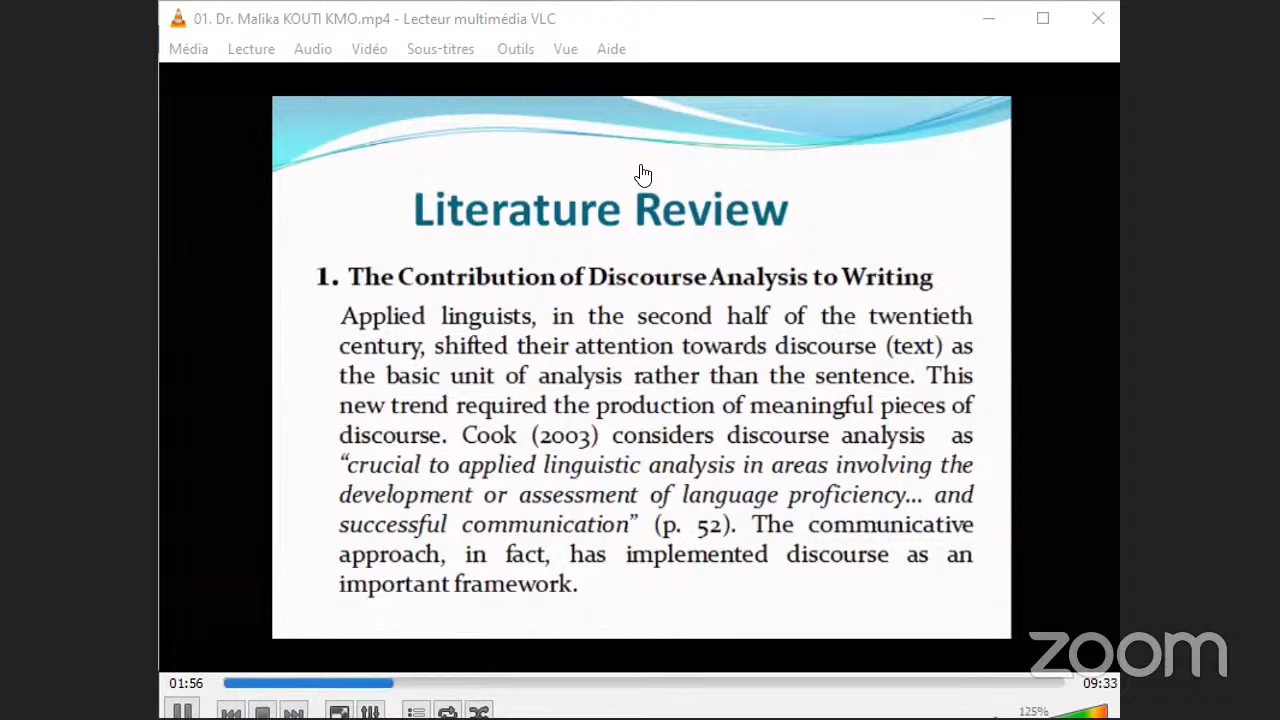 01. Dr. Malika KOUTI KMO.mp4 - Lecteur multimédia VLC
Média Lecture Audio Vidéo Sous-titres Outils Vue Aide
Literature Review
1. The Contribution of Discourse Analysis to Writing
Applied linguists, in the second half of the twentieth
century, shifted their attention towards discourse (text) as
the basic unit of analysis rather than the sentence. This
new trend required the production of meaningful pieces of
discourse. Cook (2003) considers discourse analysis as
“crucial to applied linguistic analysis in areas involving the
development or assessment of language proficiency... and
successful communication” (p. 52). The communicative
approach, in fact, has implemented discourse as an
important framework.
zoom
01:56 09:33
125%